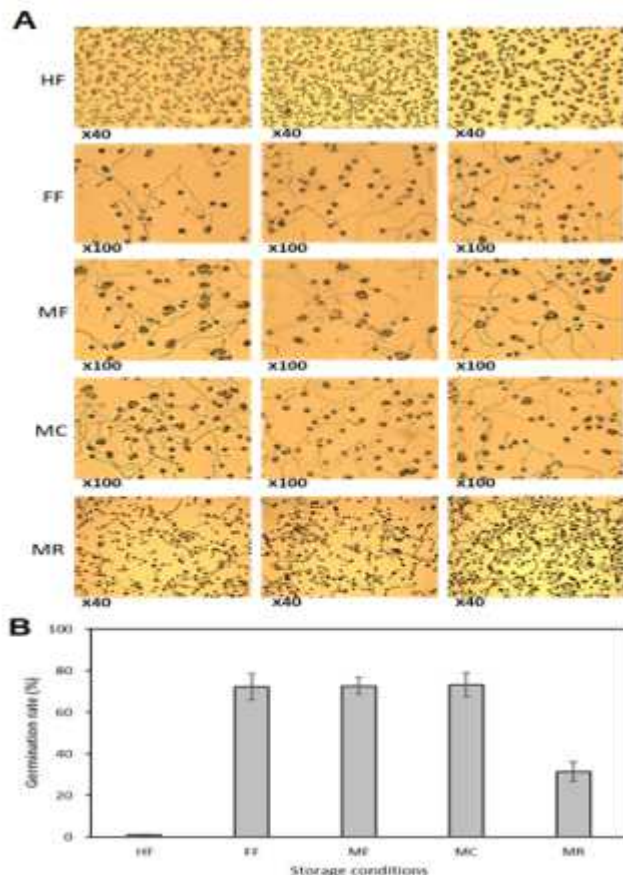 A
HF
x40 x40 x40
FF
x100 x100 x100
MF
x100 x100 x100
MC
x100 x100 x100
MR
x40 x40 x40
B
100
80
60
40
20
0
Germination rate (%)
HF FF MF MC MR
Storage conditions